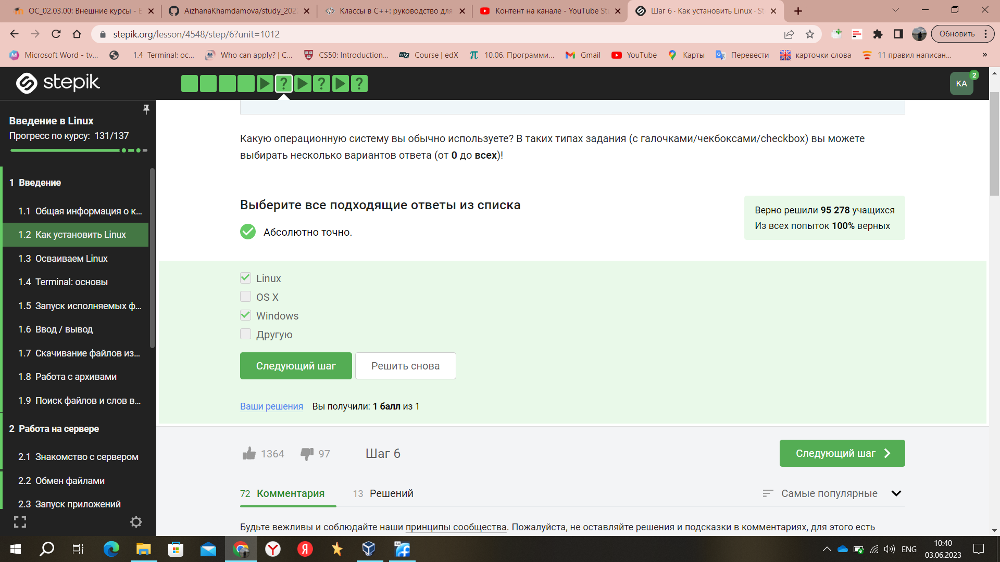 ОС_02.03.00: Внешние курсы - Е
AizhanaKhamdamova/study_202
Классы в C++: руководство для
Контент на канале - YouTube St
Шаг 6 · Как установить Linux · St
stepik.org/lesson/4548/step/6?unit=1012
Обновить
Microsoft Word - tv...
1.4 Terminal: ос...
Who can apply? | C...
CS50: Introduction...
edX
Course | edX
10.06. Программи...
Gmail
YouTube
Карты
Перевести
карточки слова
11 правил написан...
»
stepik
?
?
?
KA
2
Введение в Linux
Прогресс по курсу: 131/137
1 Введение
1.1 Общая информация о к...
1.2 Как установить Linux
1.3 Осваиваем Linux
1.4 Terminal: основы
1.5 Запуск исполняемых ф...
1.6 Ввод / вывод
1.7 Скачивание файлов из...
1.8 Работа с архивами
1.9 Поиск файлов и слов в...
2 Работа на сервере
2.1 Знакомство с сервером
2.2 Обмен файлами
2.3 Запуск приложений
Какую операционную систему вы обычно используете? В таких типах задания (с галочками/чекбоксами/checkbox) вы можете
выбирать несколько вариантов ответа (от 0 до всех)!
Выберите все подходящие ответы из списка
Абсолютно точно.
Верно решили 95 278 учащихся
Из всех попыток 100% верных
Linux
OS X
Windows
Другую
Следующий шаг
Решить снова
Ваши решения Вы получили: 1 балл из 1
1364
97
Шаг 6
Следующий шаг
72 Комментария
13 Решений
Самые популярные
Будьте вежливы и соблюдайте наши принципы сообщества. Пожалуйста, не оставляйте решения и подсказки в комментариях, для этого есть
Y
Я
64
ENG
10:40
03.06.2023